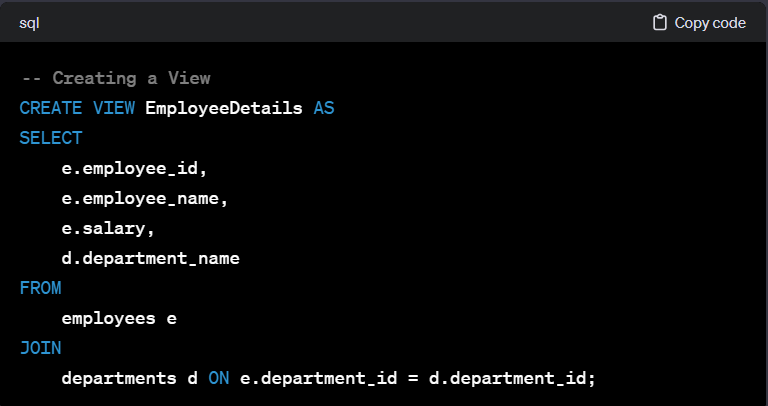 sql
Copy code
-- Creating a View
CREATE VIEW EmployeeDetails AS
SELECT
    e.employee_id,
    e.employee_name,
    e.salary,
    d.department_name
FROM
    employees e
JOIN
    departments d ON e.department_id = d.department_id;